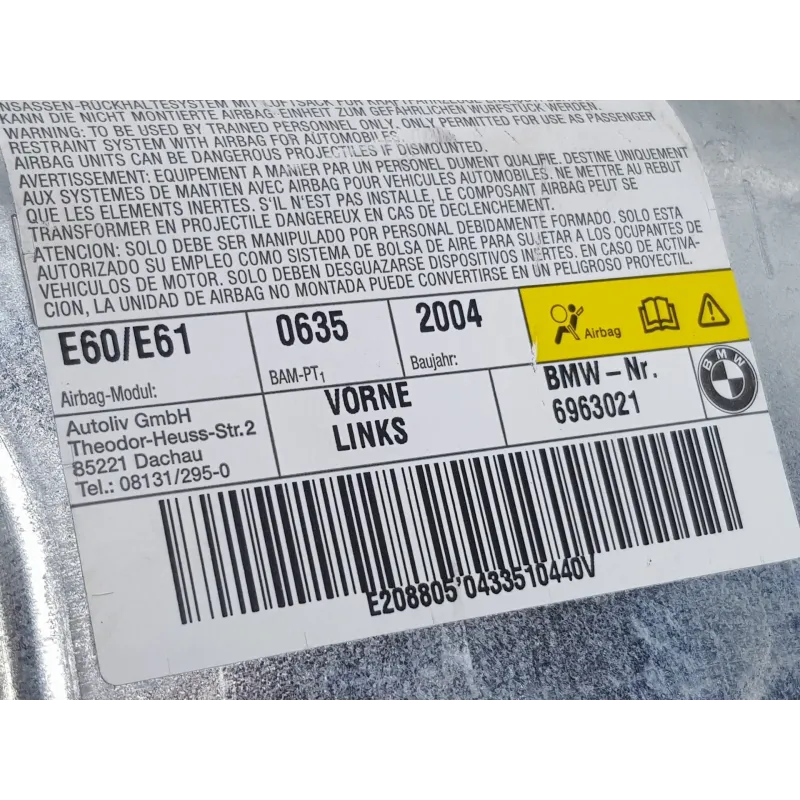 NSASSEN-RÜCKHALTESYSTEM MIT LUFTSACK FÜR
KANN DIE NICHT MONTIERTE AIRBAG EINHEIT ZUM GEFÄHRLICHEN WURFSTÜCK WERDEN.
WARNING: TO BE USED BY TRAINED PERSONNEL ONLY. ONLY PERMITTED FOR USE AS PASSENGER
RESTRAINT SYSTEM WITH AIRBAG FOR AUTOMOBILES.
AIRBAG UNITS CAN BE DANGEROUS PROJECTILES IF DISMOUNTED.
AVERTISSEMENT: EQUIPEMENT A MANIER PAR UN PERSONEL DUMENT QUALIFIE. DESTINE UNIQUEMENT
AUX SYSTEMES DE MANTIEN AVEC AIRBAG POUR VEHICULES AUTOMOBILES. NE METTRE AU REBUT
QUE LES ELEMENTS INERTES. S'IL N'EST PAS INSTALLE, LE COMPOSANT AIRBAG PEUT SE
TRANSFORMER EN PROJECTILE DANGEREUX EN CAS DE DECLENCHEMENT.
ATENCION: SOLO DEBE SER MANIPULADO POR PERSONAL DEBIDAMENTE FORMADO. SOLO ESTA
AUTORIZADO SU EMPLEO COMO SISTEMA DE BOLSA DE AIRE PARA SUJETAR A LOS OCUPANTES DE
VEHICULOS DE MOTOR. SOLO DEBEN DESGUAZARSE DISPOSITIVOS INERTES. EN CASO DE ACTIVA-
CION, LA UNIDAD DE AIRBAG NO MONTADA PUEDE CONVERTIRSE EN UN PELIGROSO PROYECTIL.
E60/E61
Airbag-Modul:
0635
BAM-PT1
2004
Baujahr:
Airbag
Autoliv GmbH
Theodor-Heuss-Str.2
85221 Dachau
Tel.: 08131/295-0
VORNE
LINKS
BMW-Nr.
6963021
BMW
E208805'0433510440V